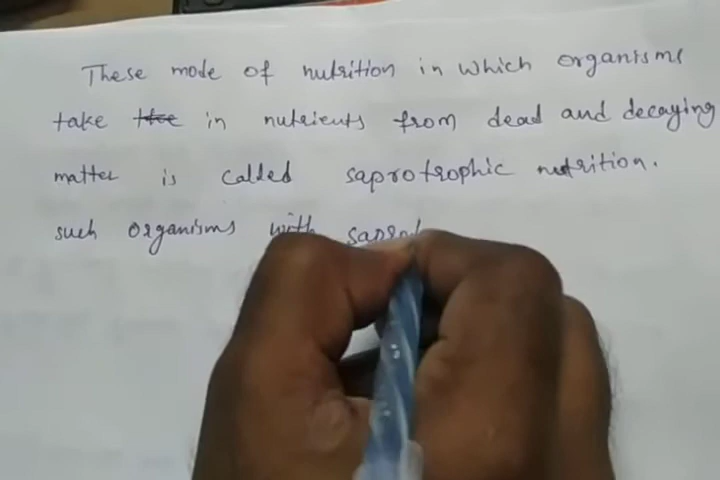 These mode of nutrition in which organisms
take in nutrients from dead and decaying
matter is called saprotrophic nutrition.
such organisms with